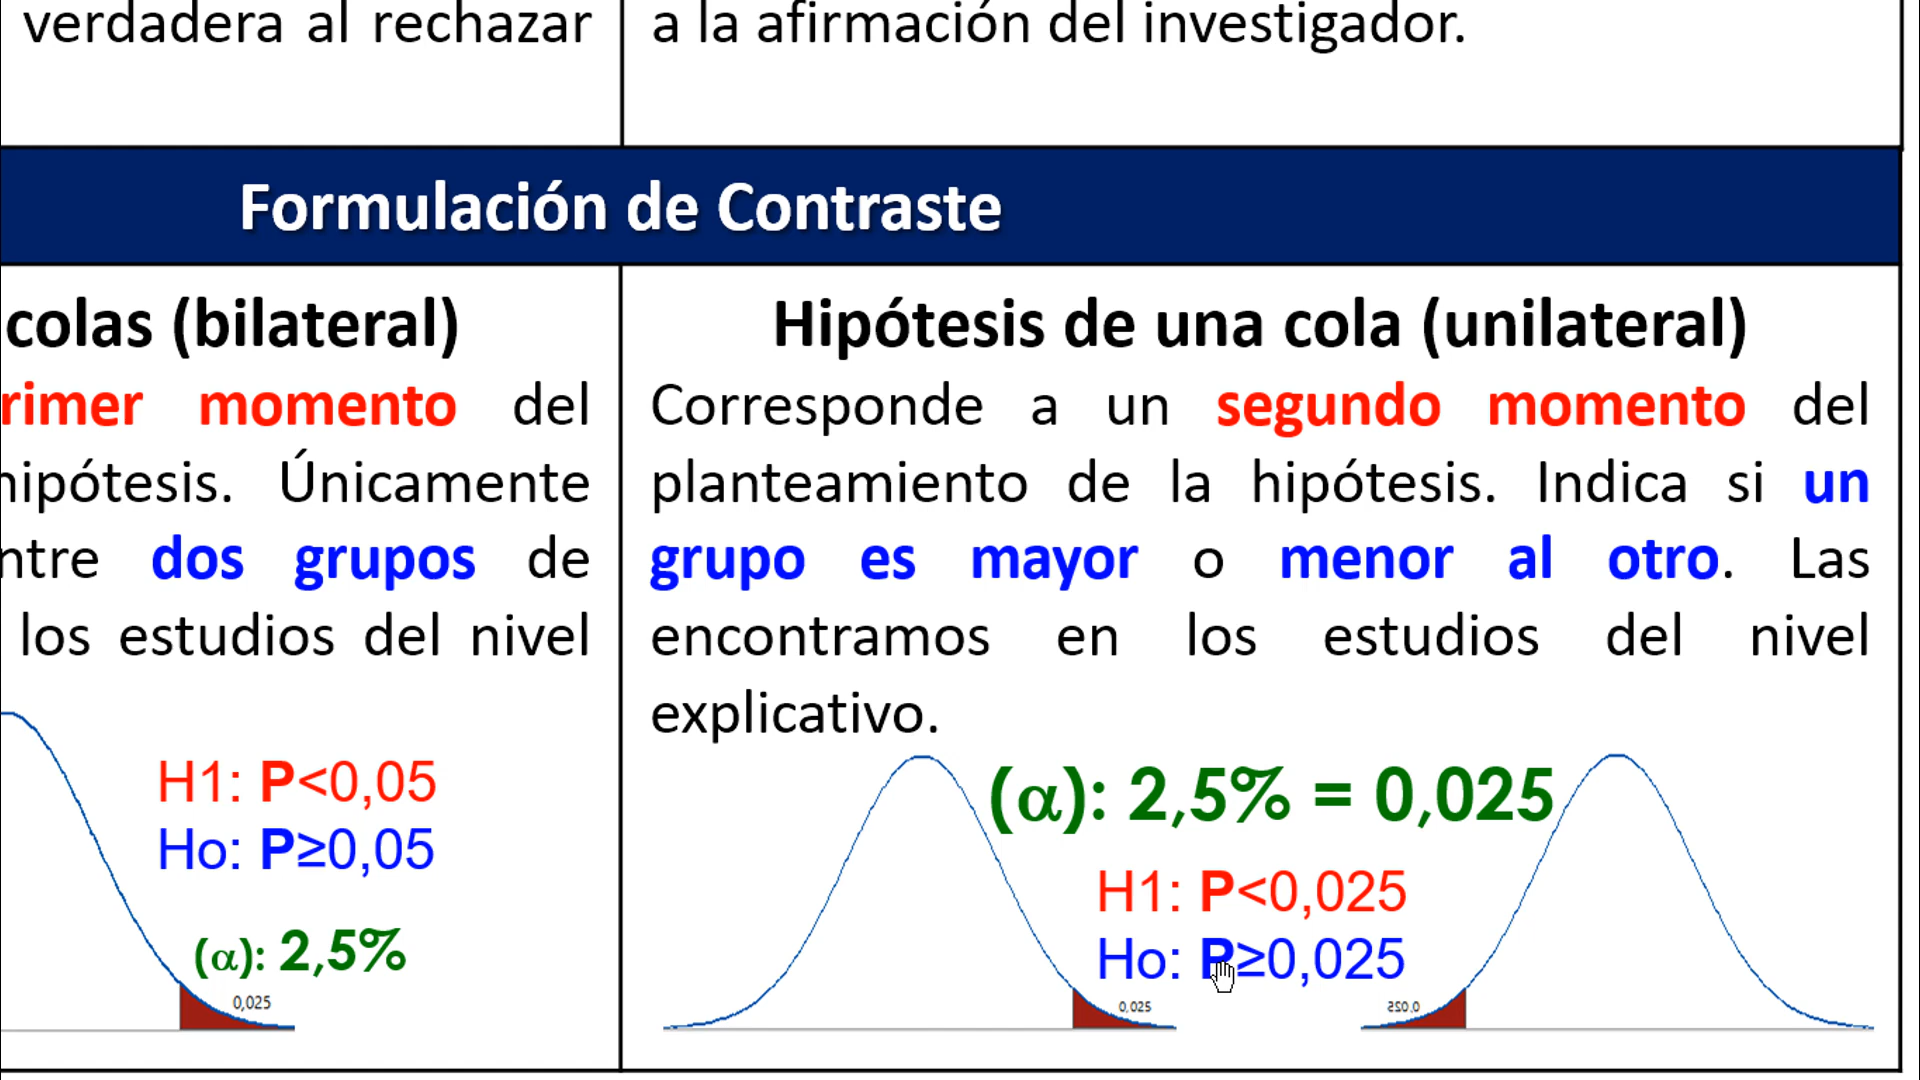 verdadera al rechazar
a la afirmación del investigador.
Formulación de Contraste
colas (bilateral)
rimer momento del
hipótesis. Únicamente
ntre dos grupos de
los estudios del nivel
H1: P<0,05
Ho: P≥0,05
(α): 2,5%
0,025
Hipótesis de una cola (unilateral)
Corresponde a un segundo momento del
planteamiento de la hipótesis. Indica si un
grupo es mayor o menor al otro. Las
encontramos en los estudios del nivel
explicativo.
(α): 2,5% = 0,025
H1: P<0,025
Ho: P≥0,025
0,025
0,025